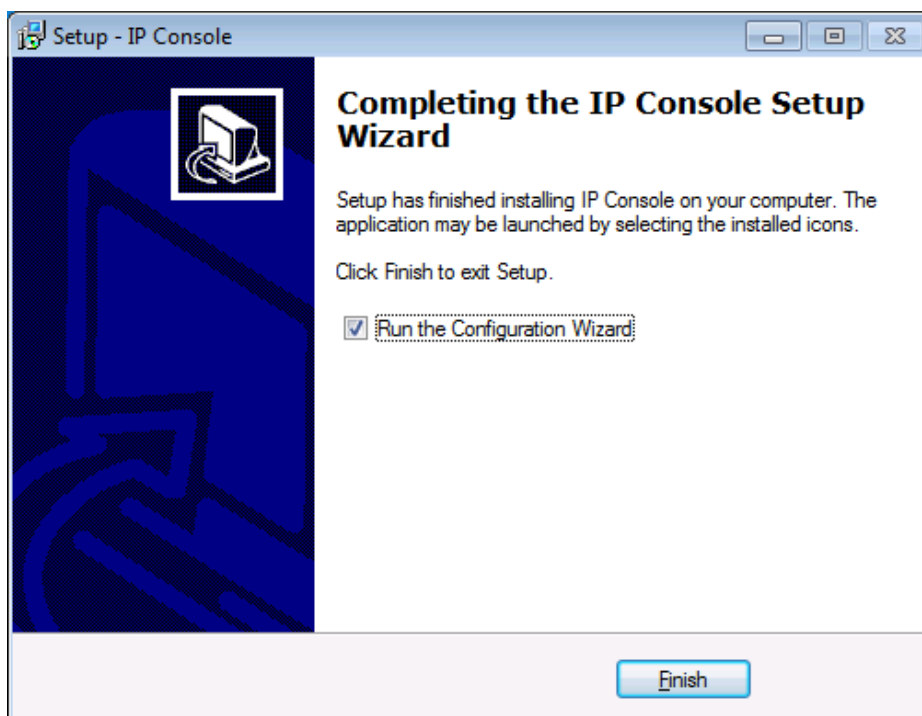 Setup - IP Console
Completing the IP Console Setup
Wizard
Setup has finished installing IP Console on your computer. The
application may be launched by selecting the installed icons.
Click Finish to exit Setup.
Run the Configuration Wizard
Finish